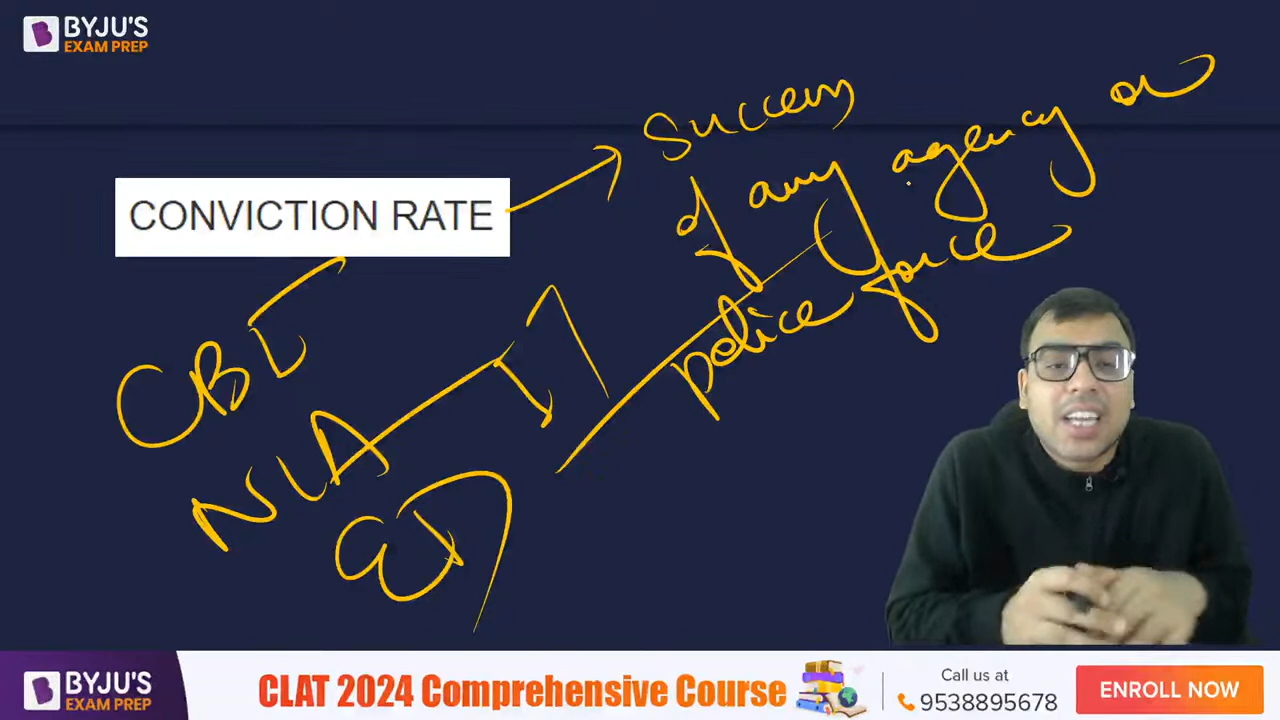 BYJU'S
EXAM PREP
CONVICTION RATE
Success
of any agency or
police force
CBI
NIA
ED
BYJU'S
EXAM PREP
CLAT 2024 Comprehensive Course
Call us at
9538895678
ENROLL NOW